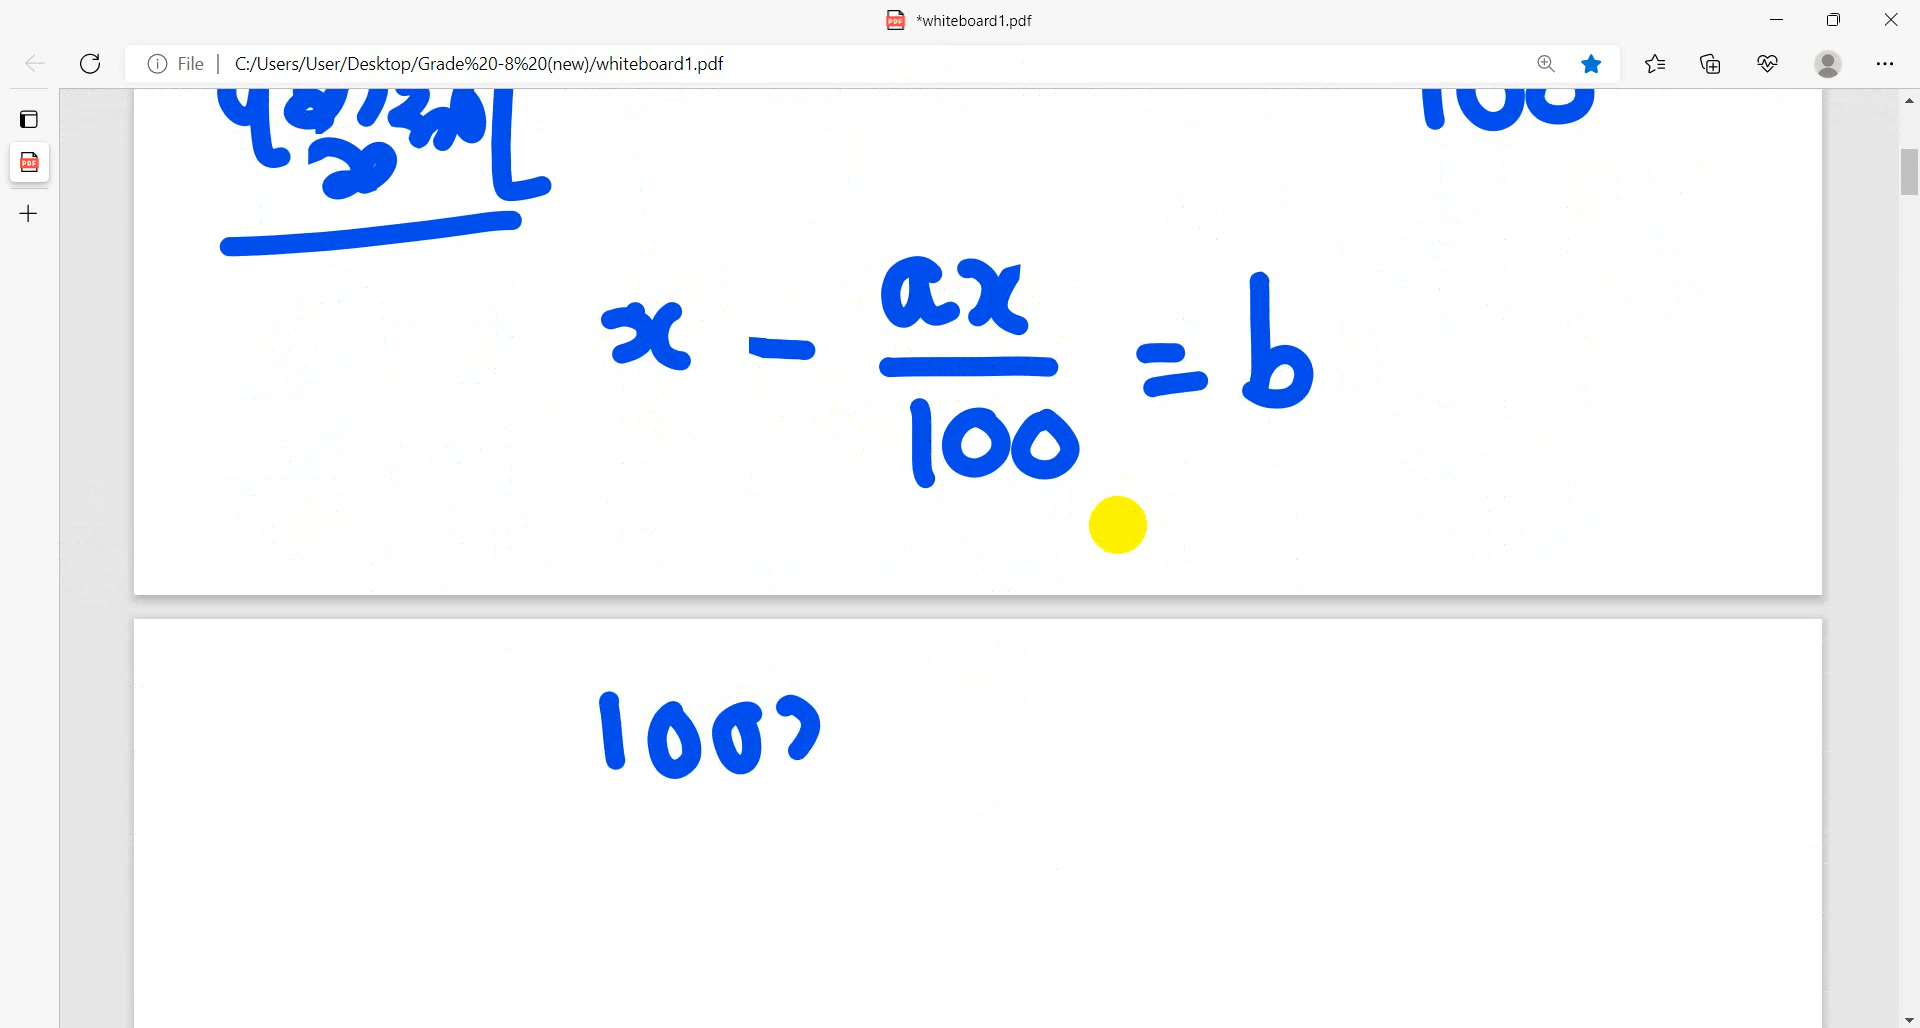 *whiteboard1.pdf
File | C:/Users/User/Desktop/Grade%20-8%20(new)/whiteboard1.pdf
100
x - ax/100 = b
100